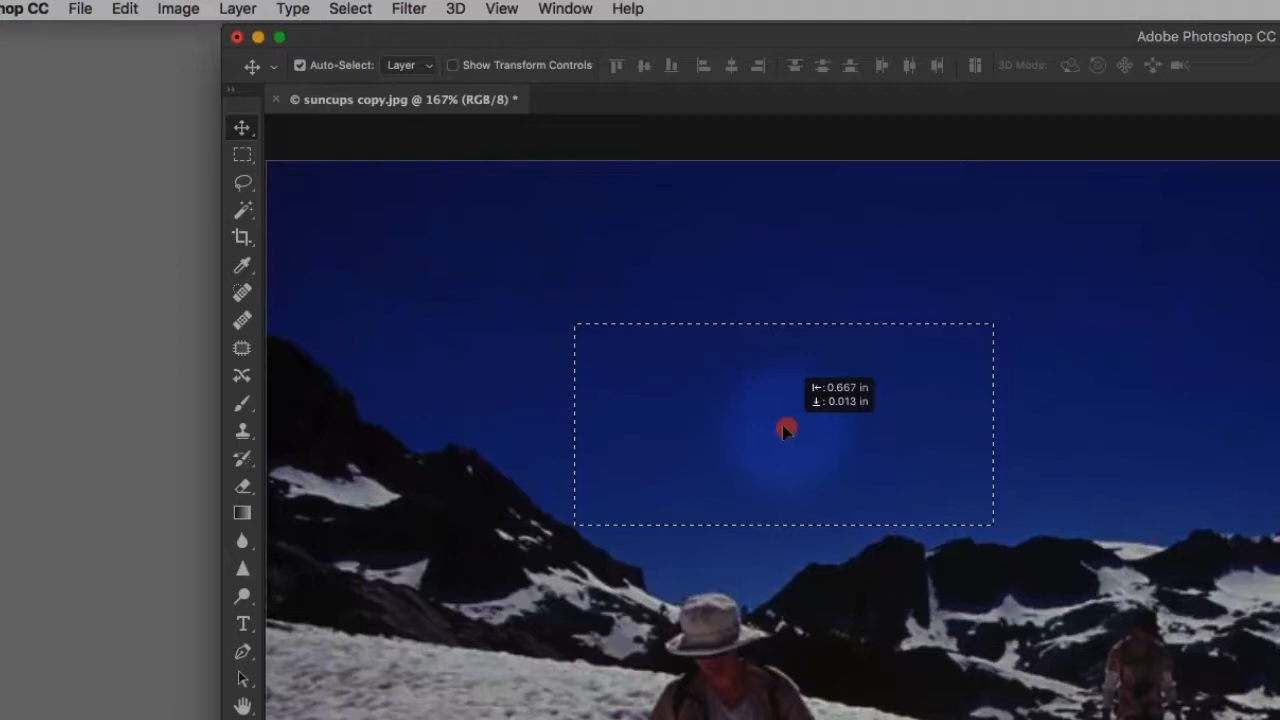 hop CC File Edit Image Layer Type Select Filter 3D View Window Help
Adobe Photoshop CC
Auto-Select: Layer Show Transform Controls 3D Mode:
© suncups copy.jpg @ 167% (RGB/8) *
: 0.667 in
: 0.013 in